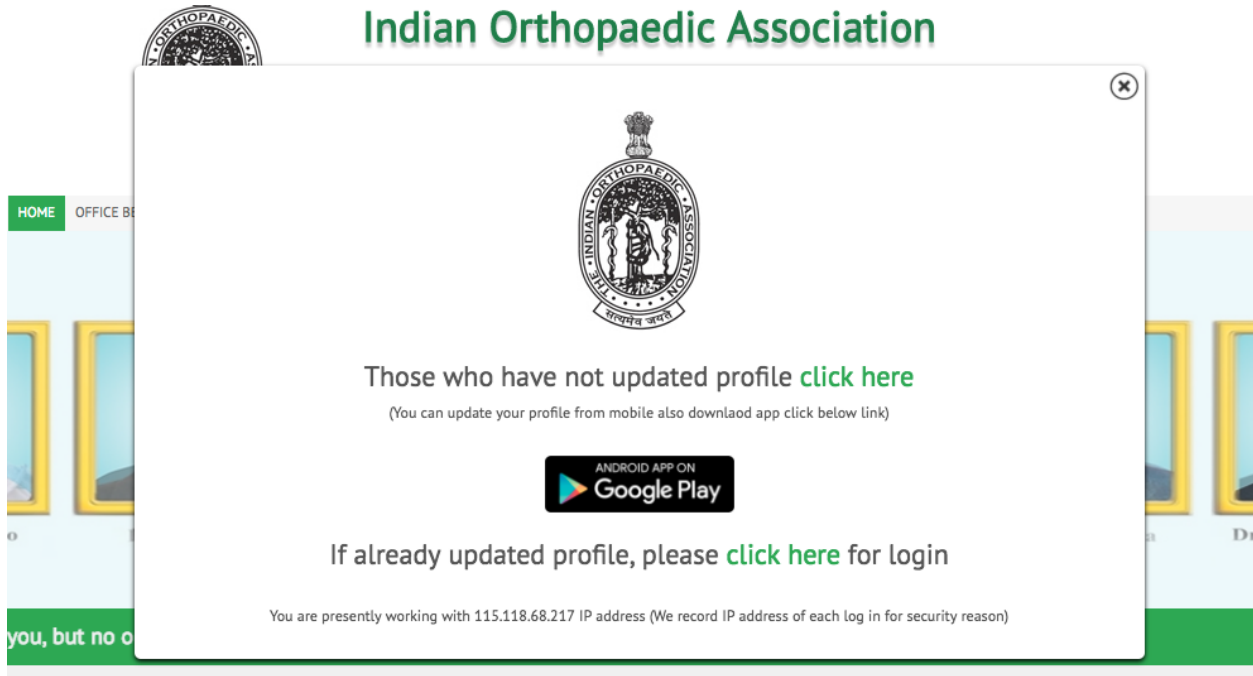 Indian Orthopaedic Association
ORTHOPAEDIC
HOME OFFICE
THE INDIAN ORTHOPAEDIC ASSOCIATION
सत्यमेव जयते
Those who have not updated profile click here
(You can update your profile from mobile also downlaod app click below link)
ANDROID APP ON
Google Play
If already updated profile, please click here for login
You are presently working with 115.118.68.217 IP address (We record IP address of each log in for security reason)
you, but no